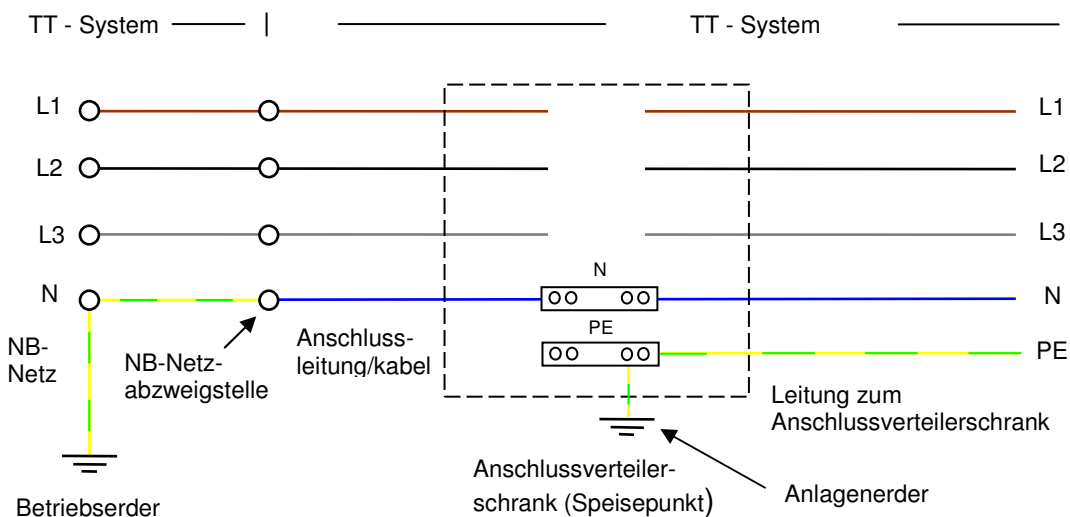 TT - System
TT - System
L1
L1
L2
L2
L3
L3
N
N
N
PE
PE
NB-
Netz
NB-Netz-
abzweigstelle
Anschluss-
leitung/kabel
Leitung zum
Anschlussverteilerschrank
Anschlussverteiler-
schrank (Speisepunkt)
Anlagenerder
Betriebserder